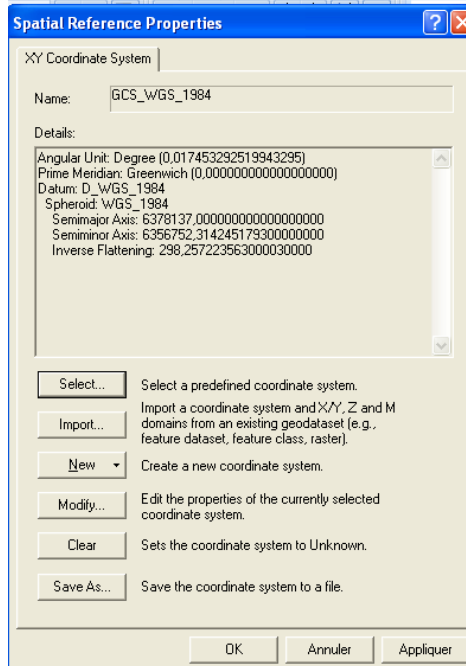 Spatial Reference Properties
XY Coordinate System
Name: GCS_WGS_1984
Details:
Angular Unit: Degree (0,017453292519943295)
Prime Meridian: Greenwich (0,000000000000000000)
Datum: D_WGS_1984
Spheroid: WGS_1984
Semimajor Axis: 6378137,000000000000000000
Semiminor Axis: 6356752,314245179300000000
Inverse Flattening: 298,257223563000030000
Select... Select a predefined coordinate system.
Import... Import a coordinate system and X/Y, Z and M
domains from an existing geodataset (e.g.,
feature dataset, feature class, raster).
New Create a new coordinate system.
Modify... Edit the properties of the currently selected
coordinate system.
Clear Sets the coordinate system to Unknown.
Save As... Save the coordinate system to a file.
OK Annuler Appliquer